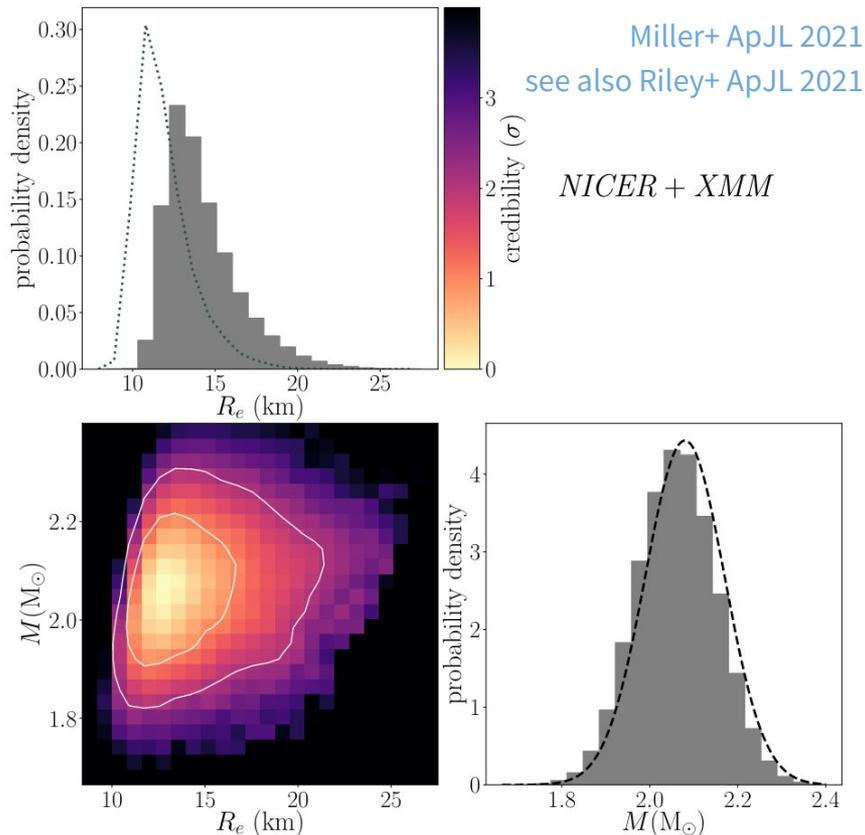 Miller+ ApJL 2021
see also Riley+ ApJL 2021
NICER + XMM
probability density
0.30
0.25
0.20
0.15
0.10
0.05
0.00
10 15 20 25
R_e (km)
3
2
1
0
credibility (σ)
M(M_⊙)
2.2
2.0
1.8
10 15 20 25
R_e (km)
probability density
4
3
2
1
0
1.8 2.0 2.2 2.4
M(M_⊙)